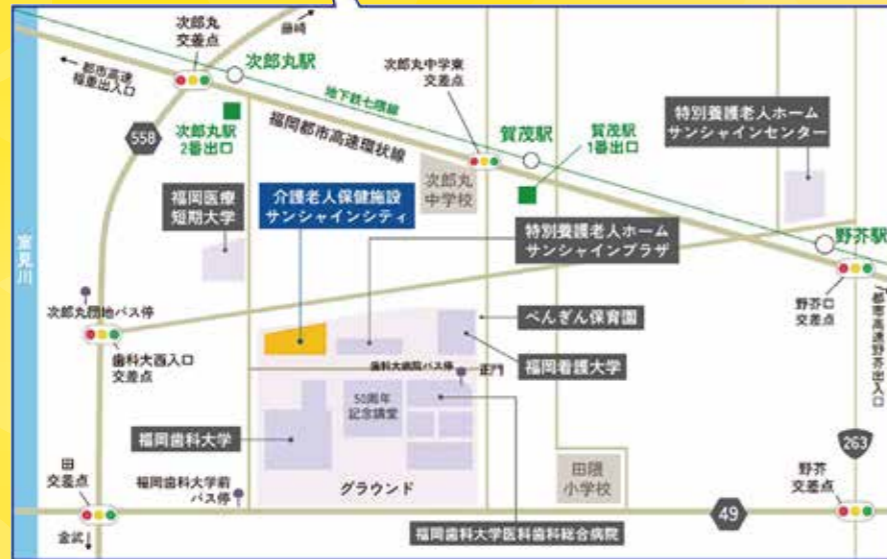 藤崎
次郎丸
交差点
次郎丸駅
次郎丸中学東
交差点
都市高速
福重出入口
地下鉄七隈線
特別養護老人ホーム
サンシャインセンター
558
次郎丸駅
2番出口
福岡都市高速環状線
賀茂駅
賀茂駅
1番出口
次郎丸
中学校
福岡医療
短期大学
介護老人保健施設
サンシャインシティ
特別養護老人ホーム
サンシャインプラザ
野芥駅
室見川
次郎丸団地バス停
野芥口
交差点
都市高速野芥出入口
ぺんぎん保育園
歯科大西入口
交差点
歯科大病院バス停
正門
福岡看護大学
50周年
記念講堂
福岡歯科大学
263
田
交差点
福岡歯科大学前
バス停
グラウンド
田隈
小学校
野芥
交差点
49
金武
福岡歯科大学医科歯科総合病院